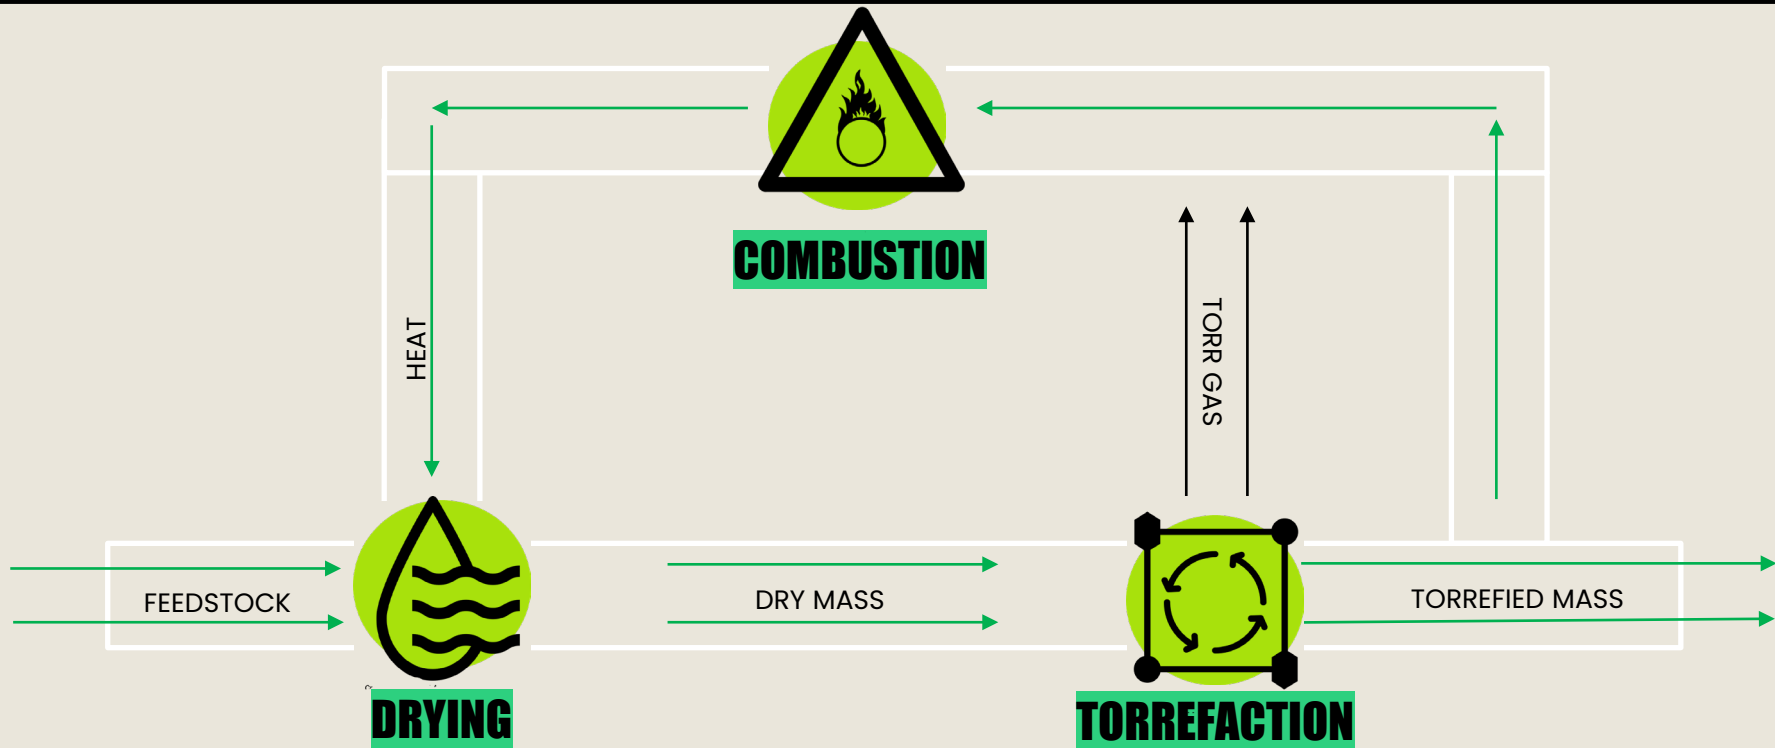 COMBUSTION
HEAT
TORR GAS
FEEDSTOCK
DRY MASS
TORREFIED MASS
DRYING
TORREFACTION